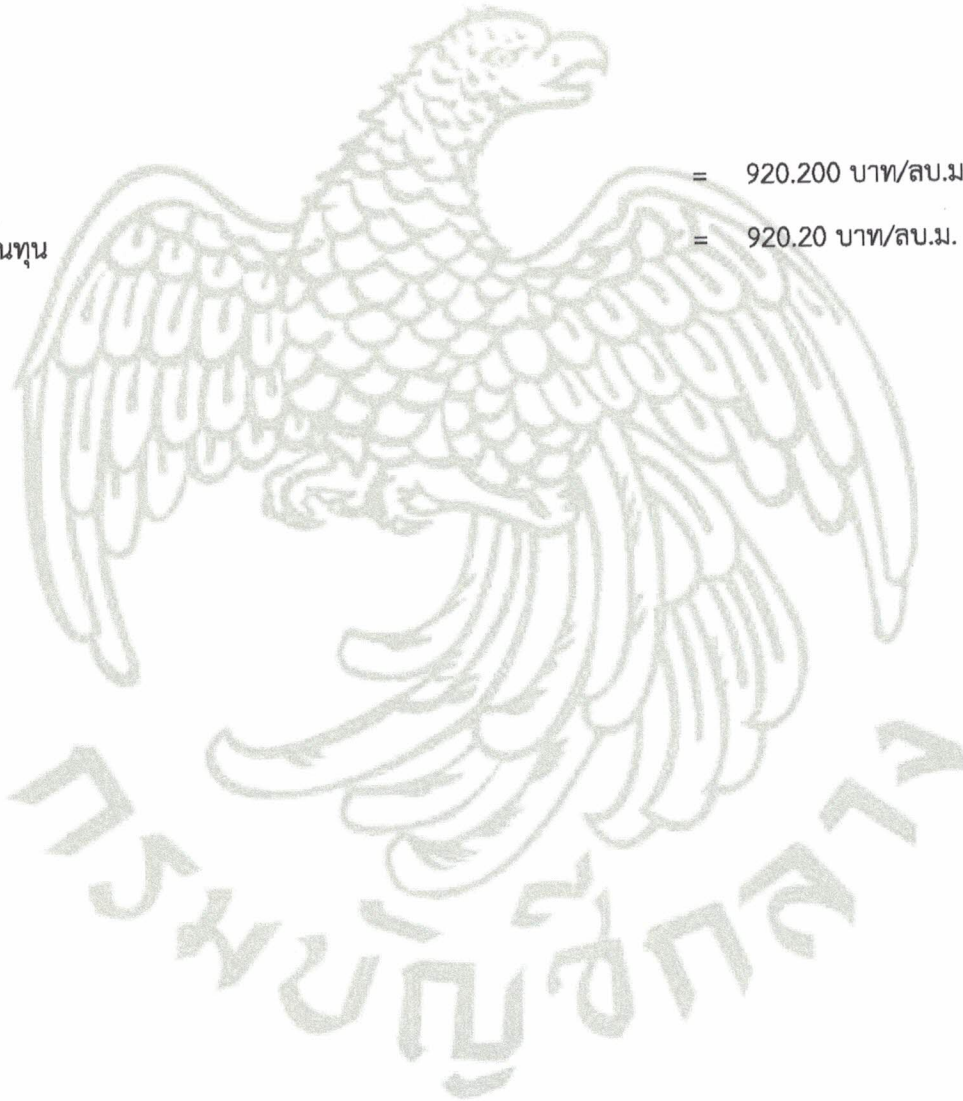 = 920.200 บาท/ลบ.ม
นทุน = 920.20 บาท/ลบ.ม.
กรมบัญชีกลาง